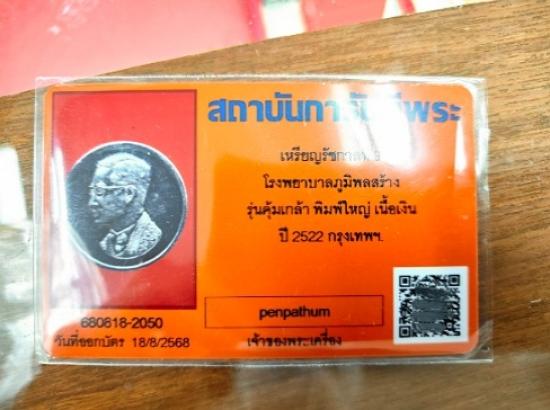 สถาบันการันตีพระ
เหรียญรัชกาลที่
โรงพยาบาลภูมิพลสร้าง
รุ่นคุ้มเกล้า พิมพ์ใหญ่ เนื้อเงิน
ปี 2522 กรุงเทพฯ.
penpathum
680818-2050
วันที่ออกบัตร 18/8/2568
เจ้าของพระเครื่อง